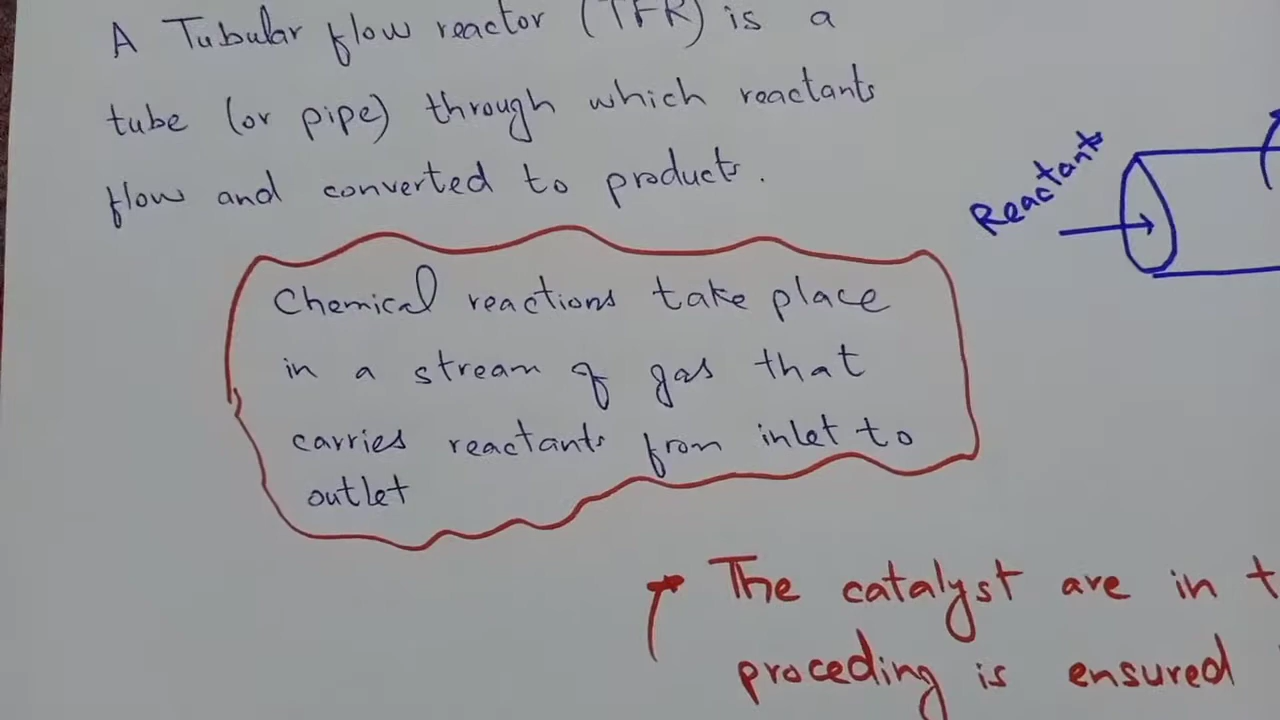 A Tubular flow reactor (TFR) is a
tube (or pipe) through which reactants
flow and converted to products.
Reactants
Chemical reactions take place
in a stream of gas that
carries reactants from inlet to
outlet
The catalyst are in t
proceding is ensured